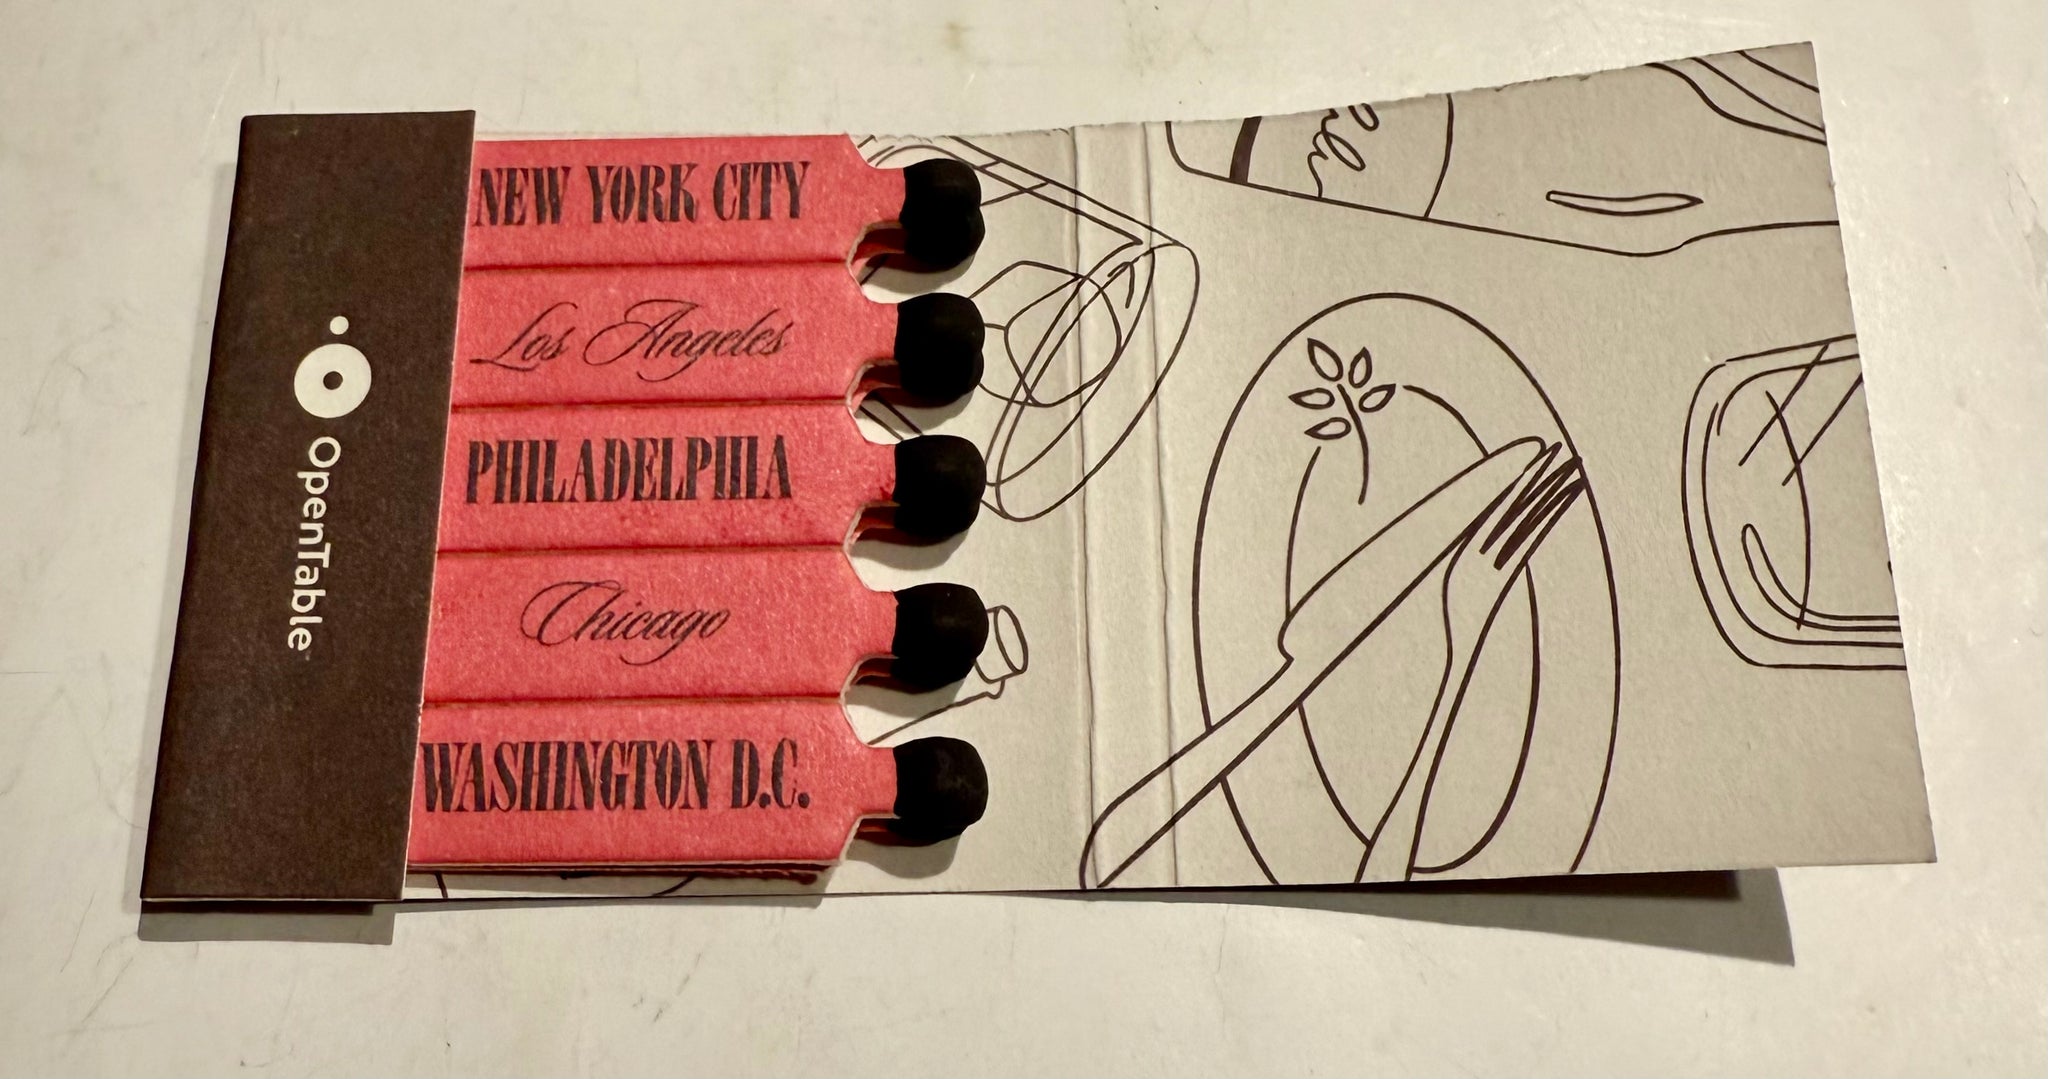 OpenTable
NEW YORK CITY
Los Angeles
PHILADELPHIA
Chicago
WASHINGTON D.C.